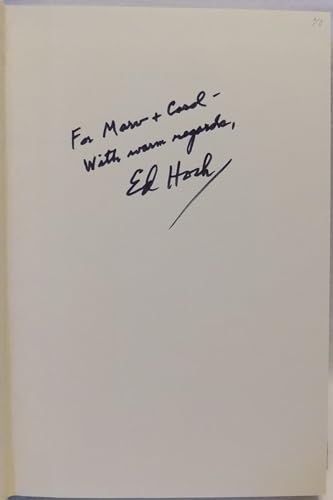 For Marv + Carol -
With warm regards,
Ed Hoch